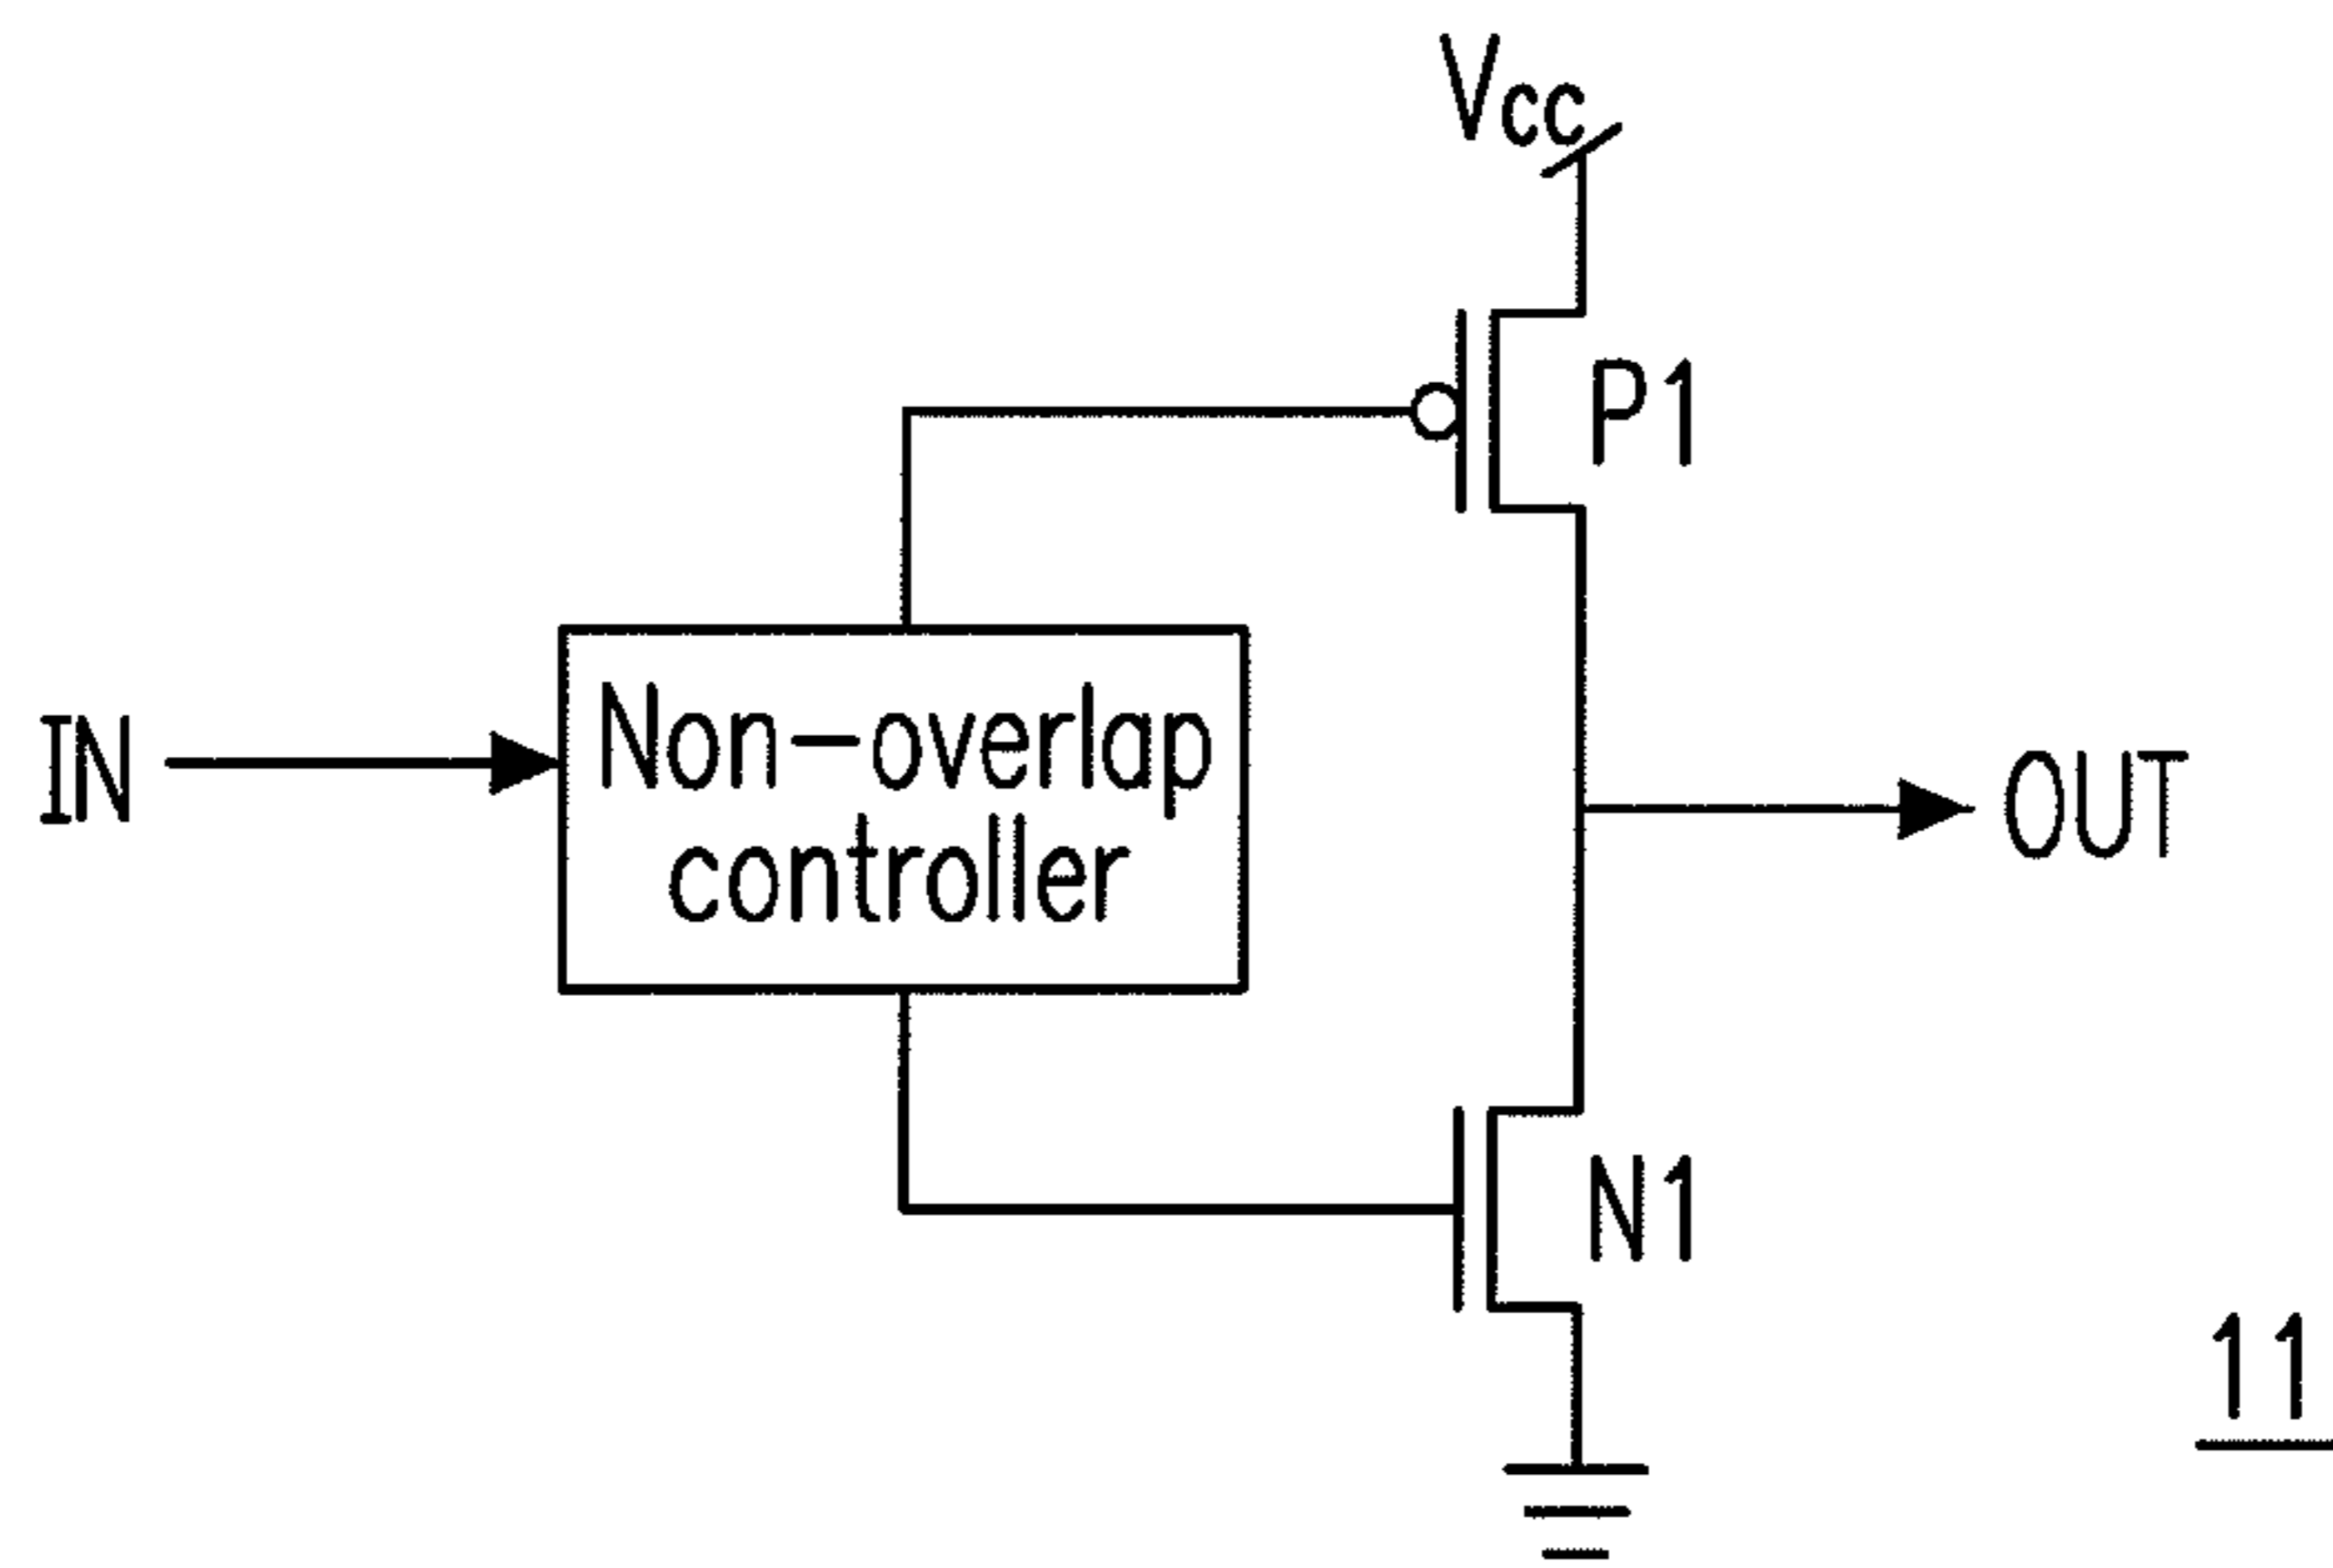 Vcc
P1
IN
Non-overlap
controller
OUT
N1
11